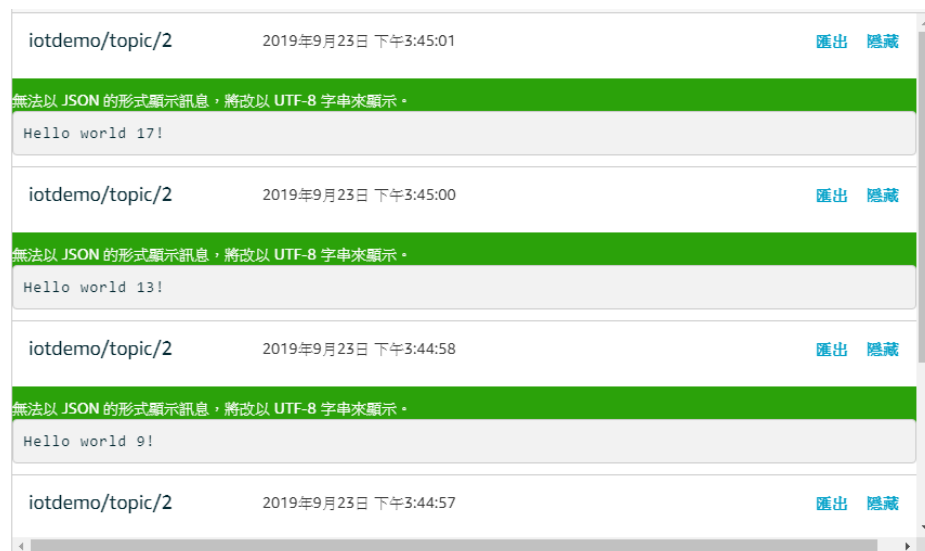 iotdemo/topic/2 2019年9月23日 下午3:45:01 匯出 隱藏
無法以 JSON 的形式顯示訊息，將改以 UTF-8 字串來顯示。
Hello world 17!
iotdemo/topic/2 2019年9月23日 下午3:45:00 匯出 隱藏
無法以 JSON 的形式顯示訊息，將改以 UTF-8 字串來顯示。
Hello world 13!
iotdemo/topic/2 2019年9月23日 下午3:44:58 匯出 隱藏
無法以 JSON 的形式顯示訊息，將改以 UTF-8 字串來顯示。
Hello world 9!
iotdemo/topic/2 2019年9月23日 下午3:44:57 匯出 隱藏